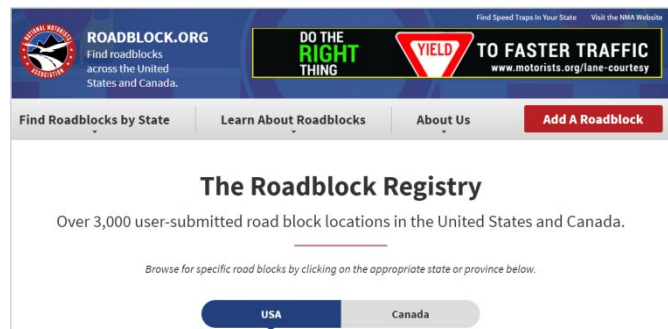 Find Speed Traps In Your State Visit the NMA Website
NATIONAL MOTORISTS
ASSOCIATION
ROADBLOCK.ORG
Find roadblocks
across the United
States and Canada.
DO THE
RIGHT
THING
YIELD
TO FASTER TRAFFIC
www.motorists.org/lane-courtesy
Find Roadblocks by State Learn About Roadblocks About Us Add A Roadblock
The Roadblock Registry
Over 3,000 user-submitted road block locations in the United States and Canada.
Browse for specific road blocks by clicking on the appropriate state or province below.
USA Canada